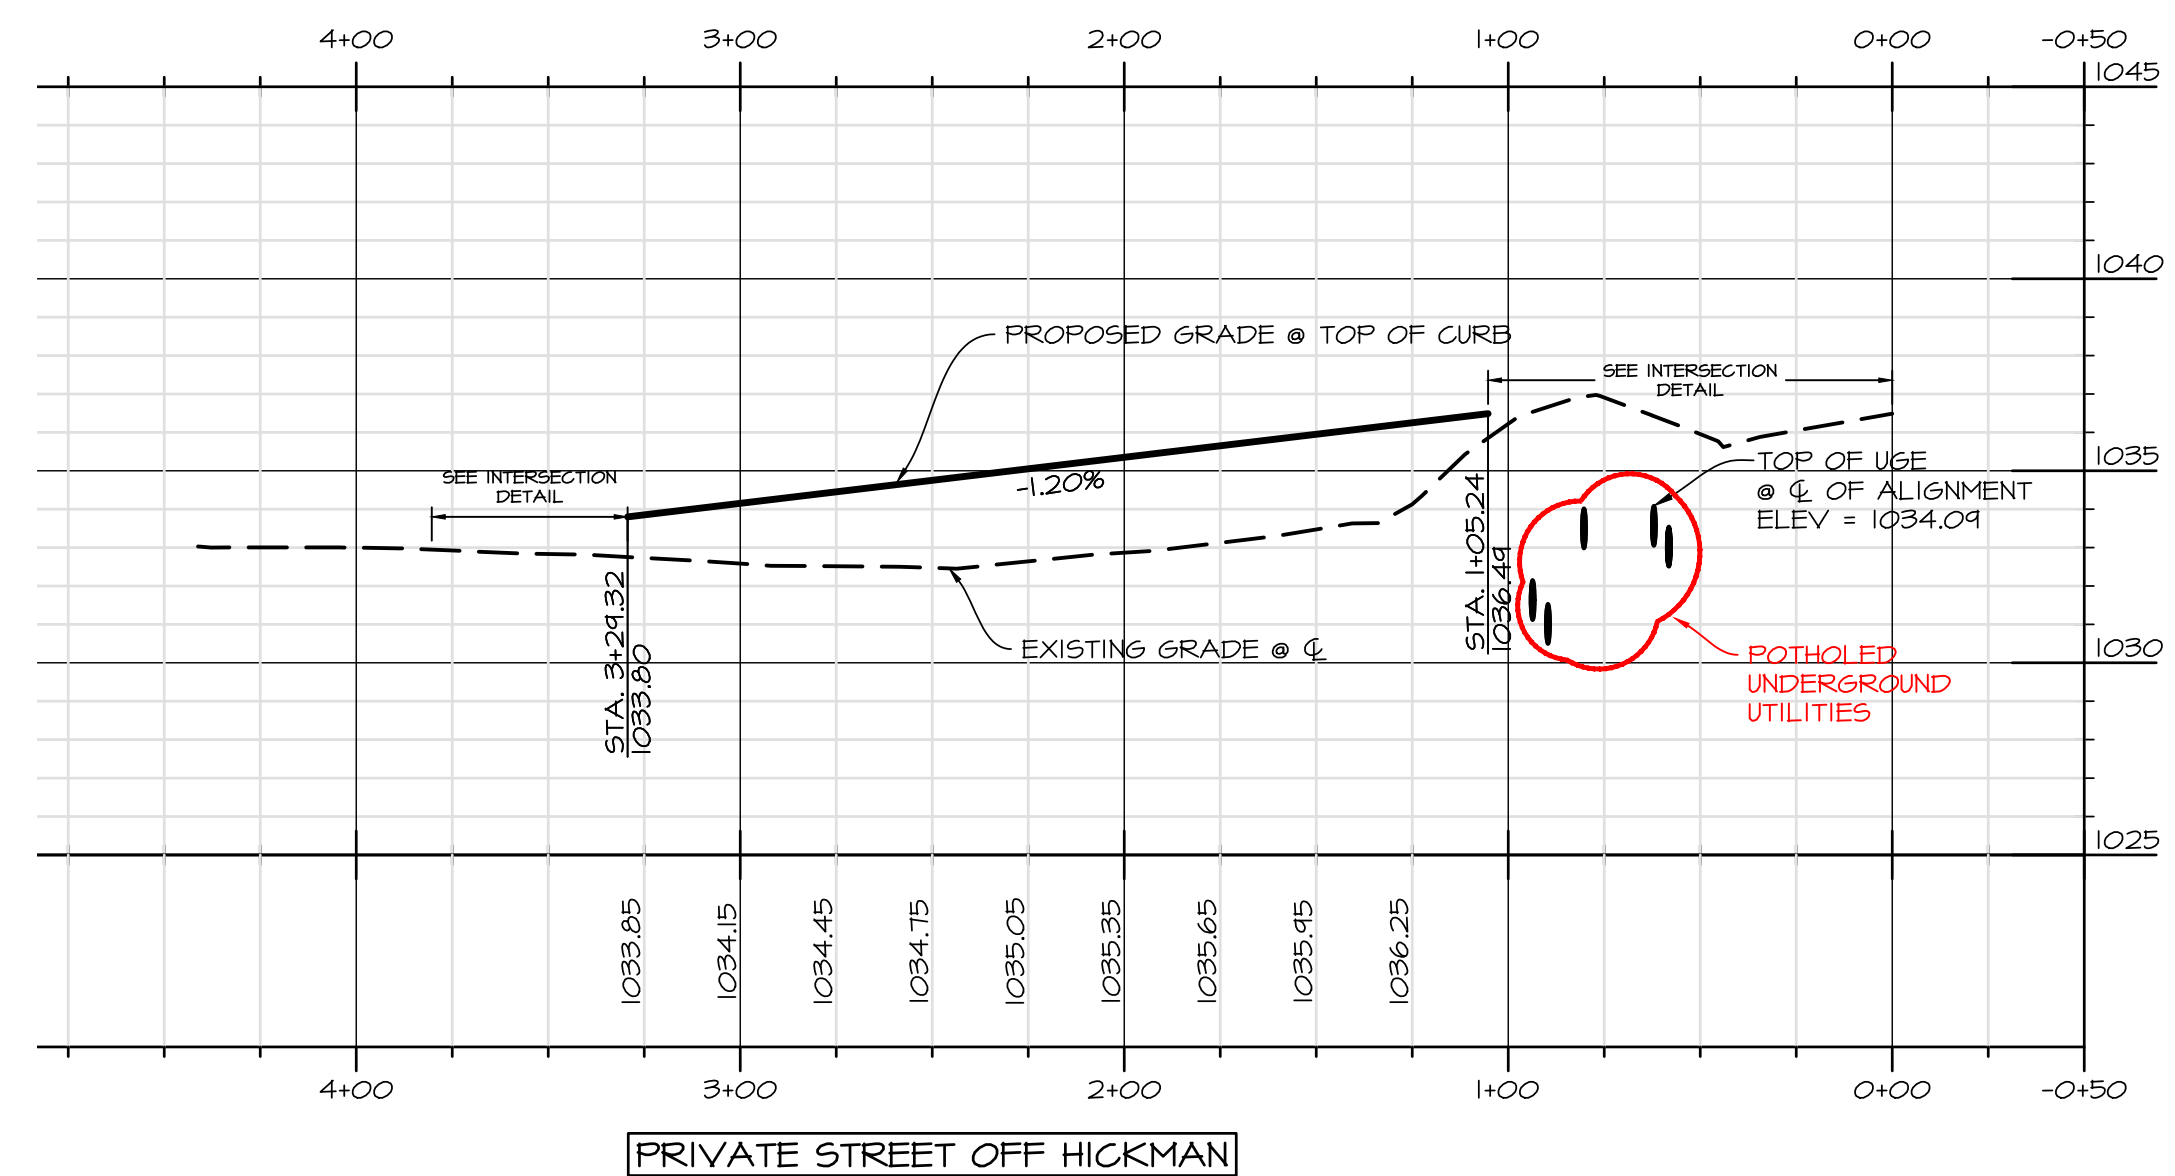 4+00 3+00 2+00 1+00 0+00 -0+50
1045
1040
PROPOSED GRADE @ TOP OF CURB
SEE INTERSECTION
DETAIL
SEE INTERSECTION
DETAIL
-1.20%
1035
TOP OF UGE
@ ℄ OF ALIGNMENT
ELEV = 1034.09
STA. 3+29.32
1033.80
STA. 1+05.24
1036.49
EXISTING GRADE @ ℄
POTHOLED
UNDERGROUND
UTILITIES
1030
1025
1033.85
1034.15
1034.45
1034.75
1035.05
1035.35
1035.65
1035.95
1036.25
4+00 3+00 2+00 1+00 0+00 -0+50
PRIVATE STREET OFF HICKMAN